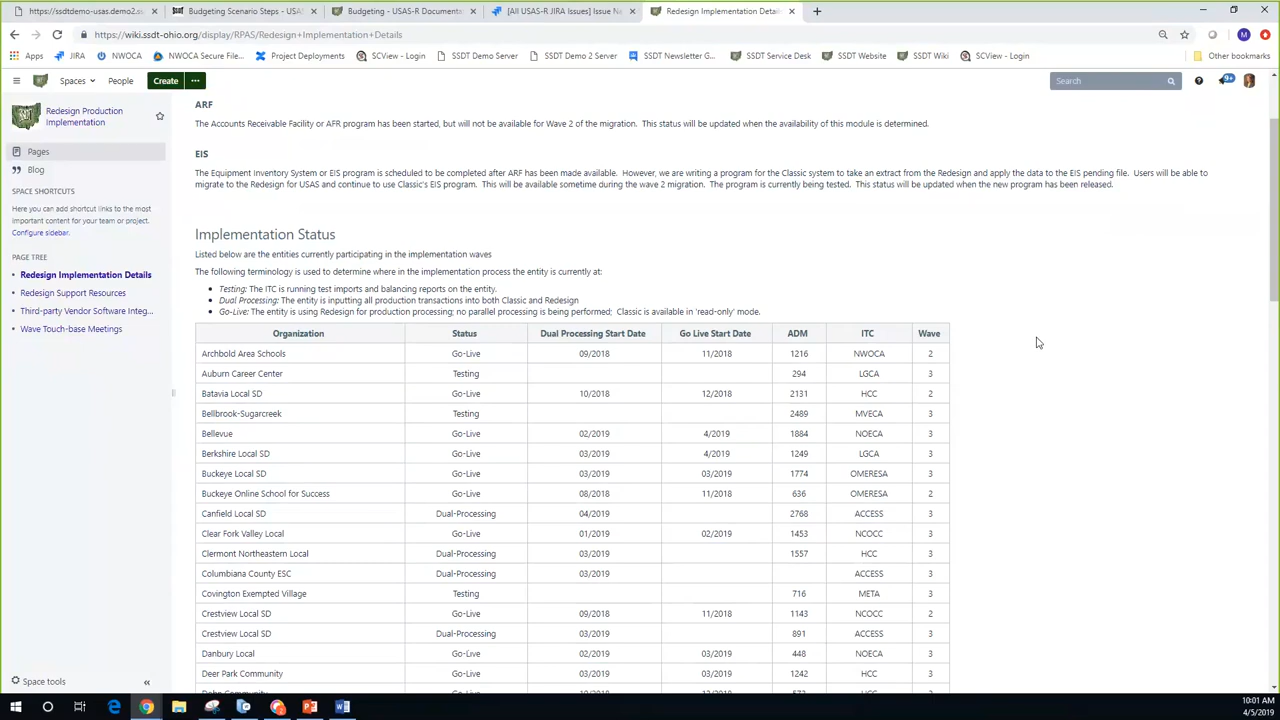 https://ssdtdemo-usas.demo2.ss
Budgeting Scenario Steps - USAS
Budgeting - USAS-R Documentat
[All USAS-R JIRA Issues] Issue Na
Redesign Implementation Detail
https://wiki.ssdt-ohio.org/display/RPAS/Redesign+Implementation+Details
Apps
JIRA
NWOCA
NWOCA Secure File...
Project Deployments
SCView - Login
SSDT Demo Server
SSDT Demo 2 Server
SSDT Newsletter G...
SSDT Service Desk
SSDT Website
SSDT Wiki
SCView - Login
Other bookmarks
Spaces
People
Create
Search
9+
Redesign Production
Implementation
Pages
Blog
SPACE SHORTCUTS
Here you can add shortcut links to the most
important content for your team or project.
Configure sidebar.
PAGE TREE
Redesign Implementation Details
Redesign Support Resources
Third-party Vendor Software Integ...
Wave Touch-base Meetings
Space tools
ARF
The Accounts Receivable Facility or AFR program has been started, but will not be available for Wave 2 of the migration. This status will be updated when the availability of this module is determined.
EIS
The Equipment Inventory System or EIS program is scheduled to be completed after ARF has been made available. However, we are writing a program for the Classic system to take an extract from the Redesign and apply the data to the EIS pending file. Users will be able to
migrate to the Redesign for USAS and continue to use Classic's EIS program. This will be available sometime during the wave 2 migration. The program is currently being tested. This status will be updated when the new program has been released.
Implementation Status
Listed below are the entities currently participating in the implementation waves
The following terminology is used to determine where in the implementation process the entity is currently at:
Testing: The ITC is running test imports and balancing reports on the entity.
Dual Processing: The entity is inputting all production transactions into both Classic and Redesign
Go-Live: The entity is using Redesign for production processing; no parallel processing is being performed; Classic is available in 'read-only' mode.
Organization Status Dual Processing Start Date Go Live Start Date ADM ITC Wave
Archbold Area Schools Go-Live 09/2018 11/2018 1216 NWOCA 2
Auburn Career Center Testing 294 LGCA 3
Batavia Local SD Go-Live 10/2018 12/2018 2131 HCC 2
Bellbrook-Sugarcreek Testing 2489 MVECA 3
Bellevue Go-Live 02/2019 4/2019 1884 NOECA 3
Berkshire Local SD Go-Live 03/2019 4/2019 1249 LGCA 3
Buckeye Local SD Go-Live 03/2019 03/2019 1774 OMERESA 3
Buckeye Online School for Success Go-Live 08/2018 11/2018 636 OMERESA 2
Canfield Local SD Dual-Processing 04/2019 2768 ACCESS 3
Clear Fork Valley Local Go-Live 01/2019 02/2019 1453 NCOCC 3
Clermont Northeastern Local Dual-Processing 03/2019 1557 HCC 3
Columbiana County ESC Dual-Processing 03/2019 ACCESS 3
Covington Exempted Village Testing 716 META 3
Crestview Local SD Go-Live 09/2018 11/2018 1143 NCOCC 2
Crestview Local SD Dual-Processing 03/2019 891 ACCESS 3
Danbury Local Go-Live 02/2019 03/2019 448 NOECA 3
Deer Park Community Go-Live 03/2019 03/2019 1242 HCC 3
10:01 AM
4/5/2019